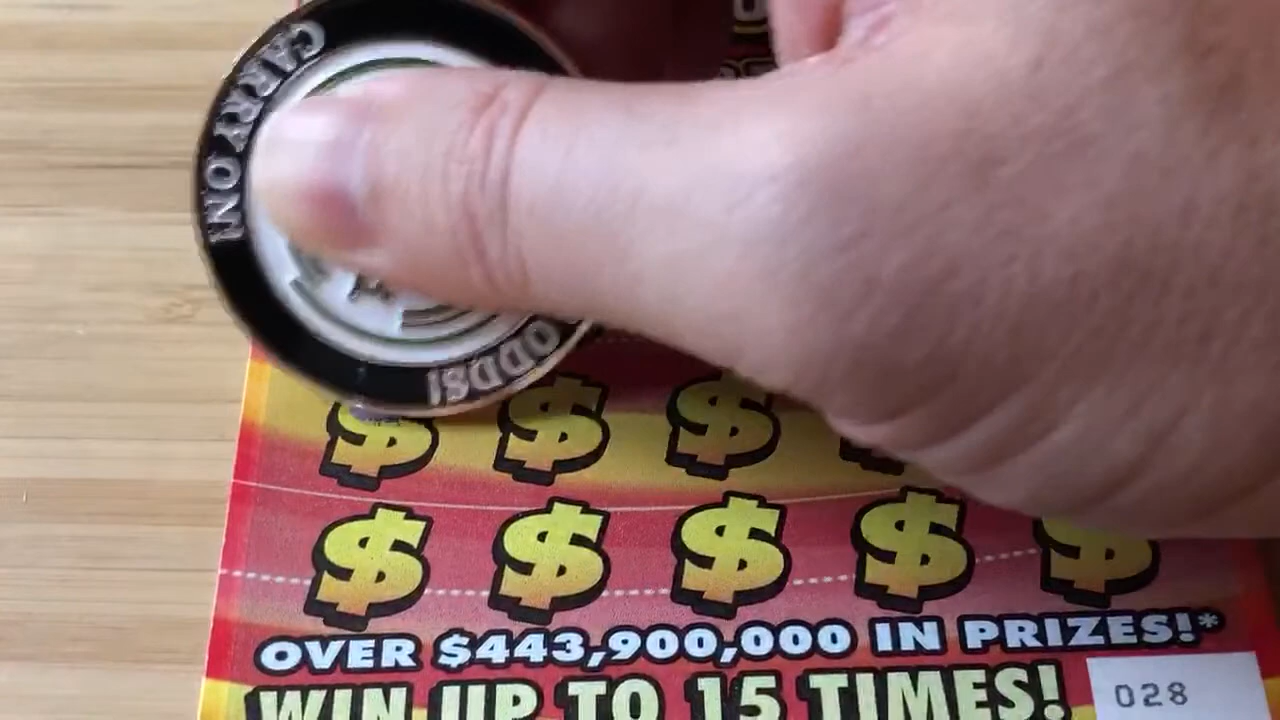 CARRY ON
ODDS!
$ $ $
$ $ $ $ $
OVER $443,900,000 IN PRIZES!*
WIN UP TO 15 TIMES!
028